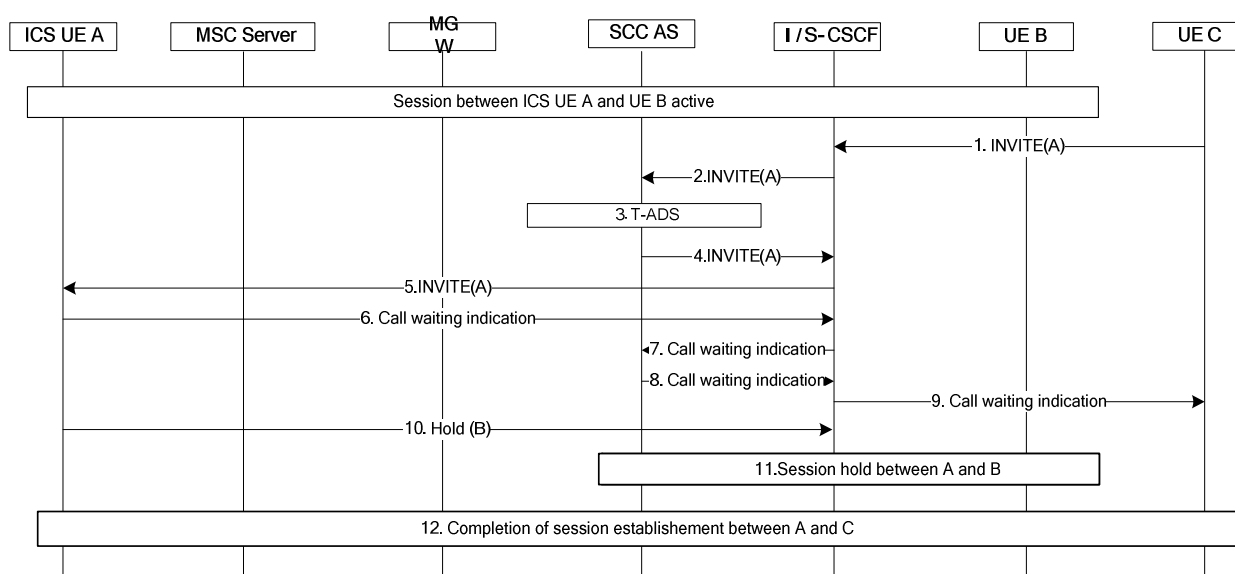 ICS UE A
MSC Server
MG
W
SCC AS
I / S-CSCF
UE B
UE C
Session between ICS UE A and UE B active
1. INVITE(A)
2.INVITE(A)
3. T-ADS
4.INVITE(A)
5.INVITE(A)
6. Call waiting indication
7. Call waiting indication
8. Call waiting indication
9. Call waiting indication
10. Hold (B)
11.Session hold between A and B
12. Completion of session establishement between A and C